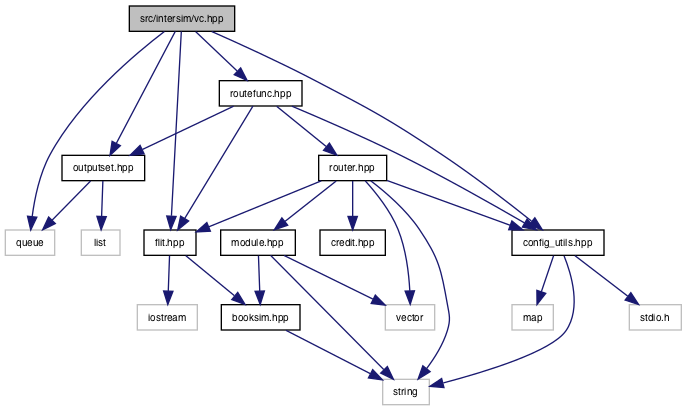 src/intersim/vc.hpp
routefunc.hpp
outputset.hpp
router.hpp
queue
list
flit.hpp
module.hpp
credit.hpp
config_utils.hpp
iostream
booksim.hpp
vector
map
stdio.h
string